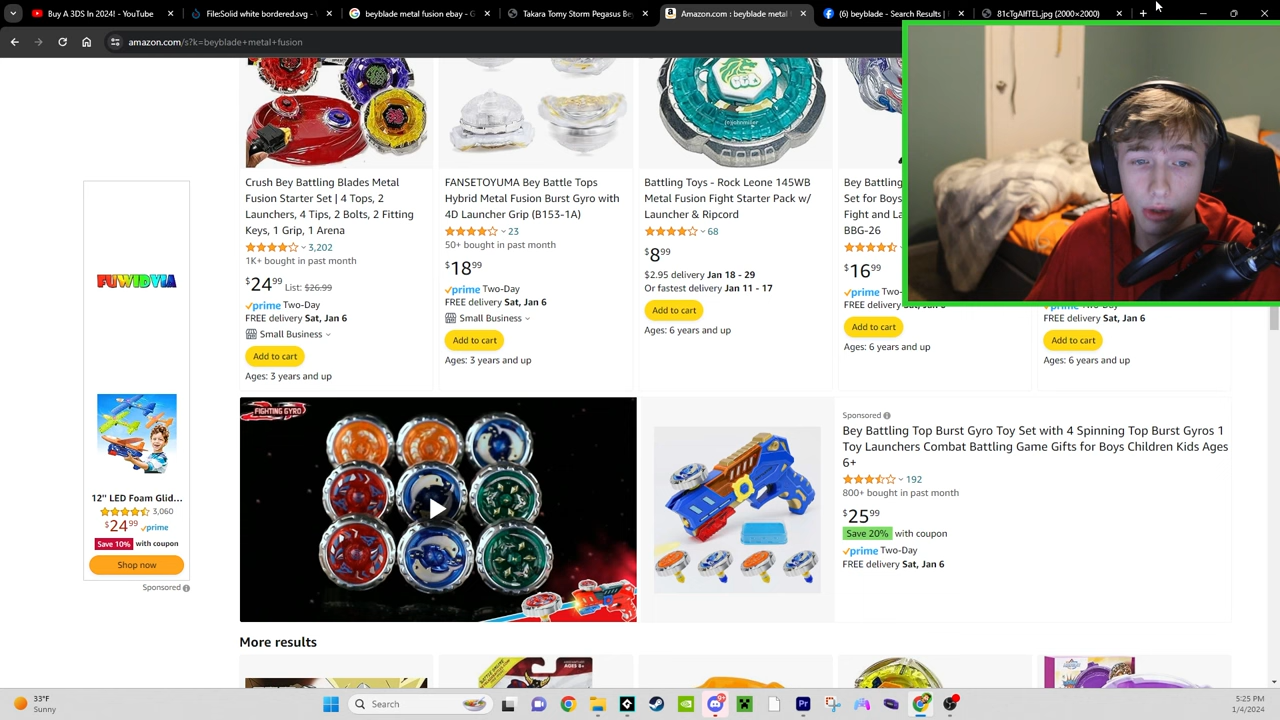 Buy A 3DS In 2024! - YouTube
File:Solid white bordered.svg - 
beyblade metal fusion ebay - G
Takara Tomy Storm Pegasus Be
Amazon.com : beyblade metal
(6) beyblade - Search Results |
81cTgAlfTEL.jpg (2000×2000)
amazon.com/s?k=beyblade+metal+fusion
Crush Bey Battling Blades Metal
Fusion Starter Set | 4 Tops, 2
Launchers, 4 Tips, 2 Bolts, 2 Fitting
Keys, 1 Grip, 1 Arena
3,202
1K+ bought in past month
$24 99 List: $26.99
prime Two-Day
FREE delivery Sat, Jan 6
Small Business
Add to cart
Ages: 3 years and up
FANSETOYUMA Bey Battle Tops
Hybrid Metal Fusion Burst Gyro with
4D Launcher Grip (B153-1A)
23
50+ bought in past month
$18 99
prime Two-Day
FREE delivery Sat, Jan 6
Small Business
Add to cart
Ages: 3 years and up
Battling Toys - Rock Leone 145WB
Metal Fusion Fight Starter Pack w/
Launcher & Ripcord
68
$8 99
$2.95 delivery Jan 18 - 29
Or fastest delivery Jan 11 - 17
Add to cart
Ages: 6 years and up
Bey Battling
Set for Boys
Fight and La
BBG-26
$16 99
prime Two-
FREE delivery Sat, Jan 6
Add to cart
Ages: 6 years and up
prime Two-Day
FREE delivery Sat, Jan 6
Add to cart
Ages: 6 years and up
FUWIDVIA
12'' LED Foam Glid...
3,060
$24 99 prime
Save 10% with coupon
Shop now
Sponsored
FIGHTING GYRO
Sponsored
Bey Battling Top Burst Gyro Toy Set with 4 Spinning Top Burst Gyros 1
Toy Launchers Combat Battling Game Gifts for Boys Children Kids Ages
6+
192
800+ bought in past month
$25 99
Save 20% with coupon
prime Two-Day
FREE delivery Sat, Jan 6
More results
33°F
Sunny
Search
5:25 PM
1/4/2024